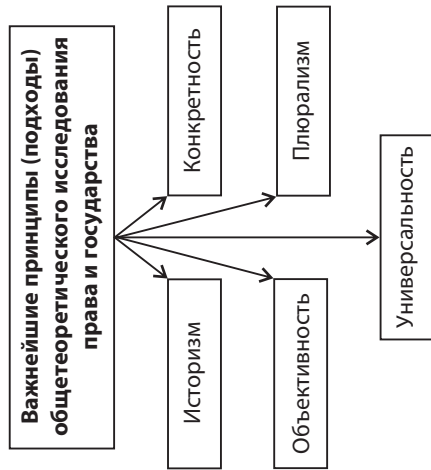 Важнейшие принципы (подходы)
общетеоретического исследования
права и государства
Историзм
Конкретность
Объективность
Плюрализм
Универсальность